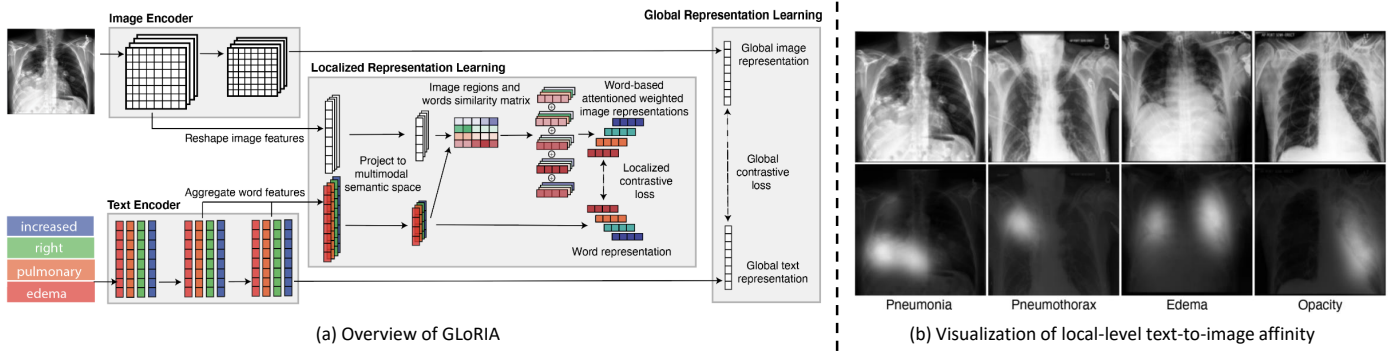 Image Encoder
Global Representation Learning
Global image
representation
Localized Representation Learning
Image regions and
words similarity matrix
Word-based
attentioned weighted
image representations
Reshape image features
Project to
multimodal
semantic space
Localized
contrastive
loss
Global
contrastive
loss
Aggregate word features
Text Encoder
increased
right
pulmonary
edema
Word representation
Global text
representation
(a) Overview of GLoRIA
Pneumonia
Pneumothorax
Edema
Opacity
(b) Visualization of local-level text-to-image affinity